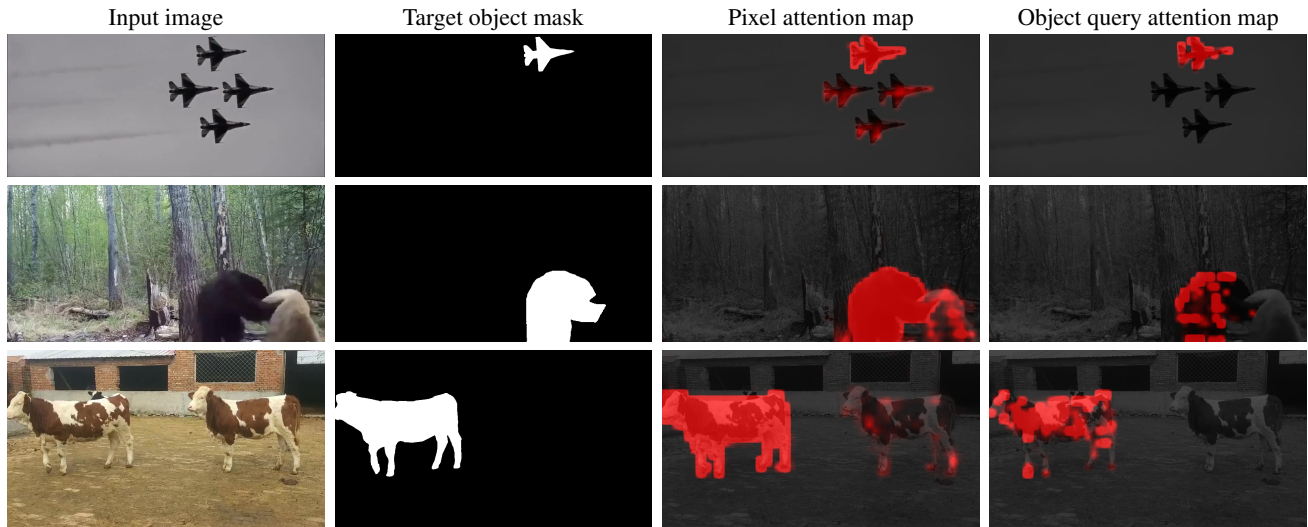 Input image
Target object mask
Pixel attention map
Object query attention map